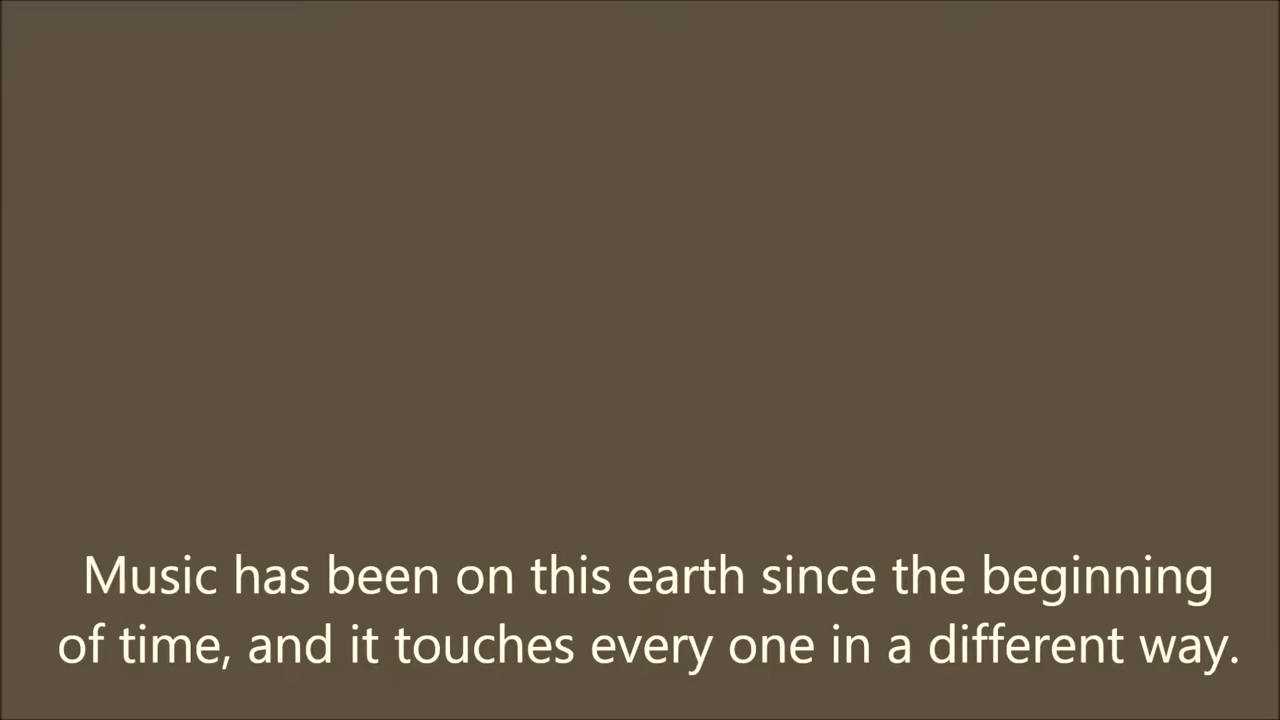 Music has been on this earth since the beginning
of time, and it touches every one in a different way.